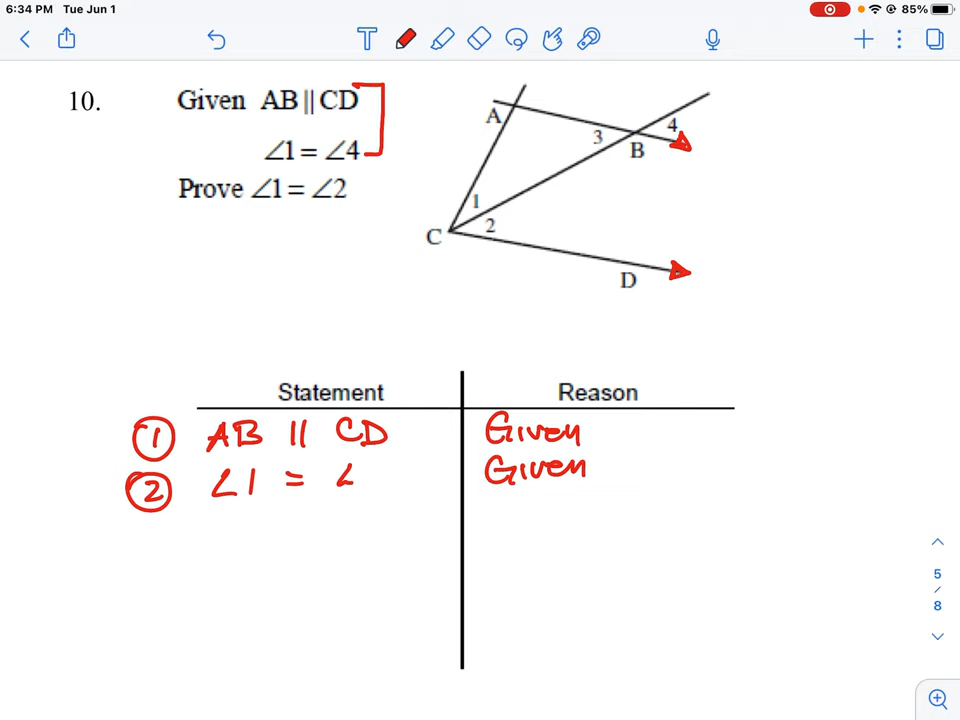 6:34 PM Tue Jun 1 85%
10. Given AB || CD
∠1 = ∠4
Prove ∠1 = ∠2
A
3
4
B
1
2
C
D
Statement Reason
① AB || CD Given
② ∠1 = ∠ Given
5
/
8